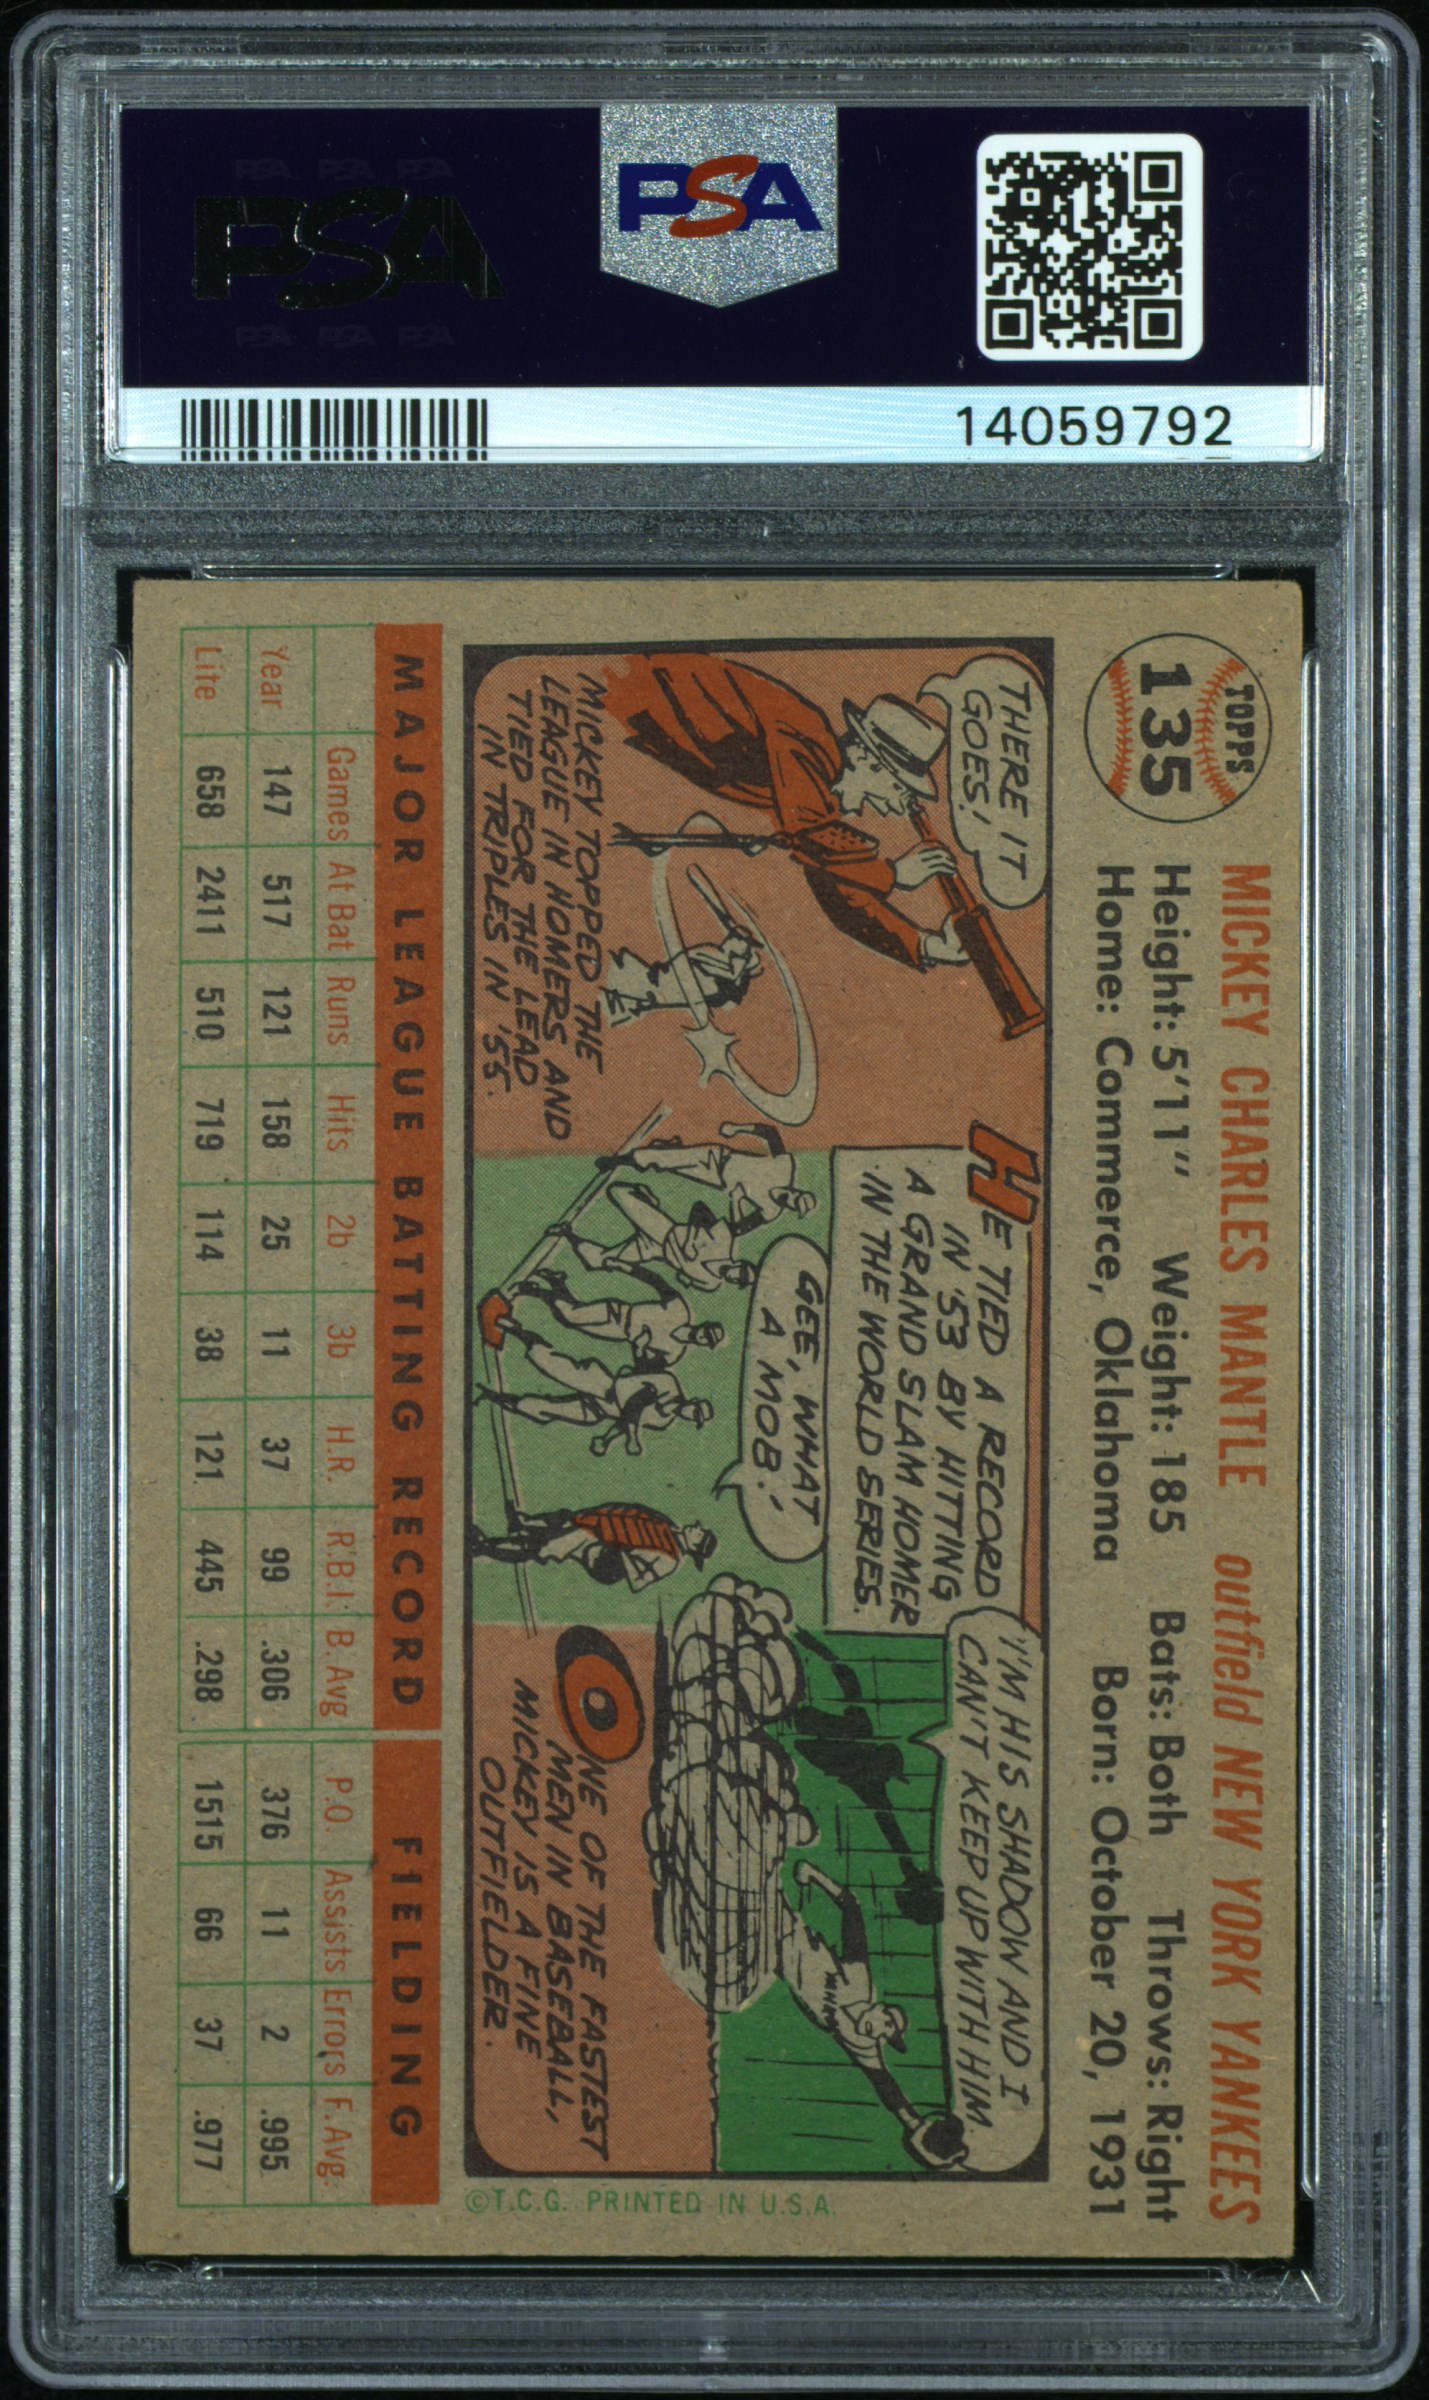 PSA PSA PSA
PSA
PSA PSA PSA
PSA
14059792
TOPPS
135
MICKEY CHARLES MANTLE outfield NEW YORK YANKEES
Height: 5'11" Weight: 185 Bats: Both Throws: Right
Home: Commerce, Oklahoma Born: October 20, 1931
THERE IT
GOES!
MICKEY TOPPED THE
LEAGUE IN HOMERS AND
TIED FOR THE LEAD
IN TRIPLES IN '55.
HE TIED A RECORD
IN '53 BY HITTING
A GRAND SLAM HOMER
IN THE WORLD SERIES.
GEE, WHAT
A MOB!
I'M HIS SHADOW AND I
CAN'T KEEP UP WITH HIM.
ONE OF THE FASTEST
MEN IN BASEBALL,
MICKEY IS A FINE
OUTFIELDER.
MAJOR LEAGUE BATTING RECORD FIELDING
Games At Bat Runs Hits 2b 3b H.R. R.B.I. B. Avg P.O. Assists Errors F. Avg.
Year 147 517 121 158 25 11 37 99 .306 376 11 2 .995
Life 658 2411 510 719 114 38 121 445 .298 1515 66 37 .977
©T.C.G. PRINTED IN U.S.A.